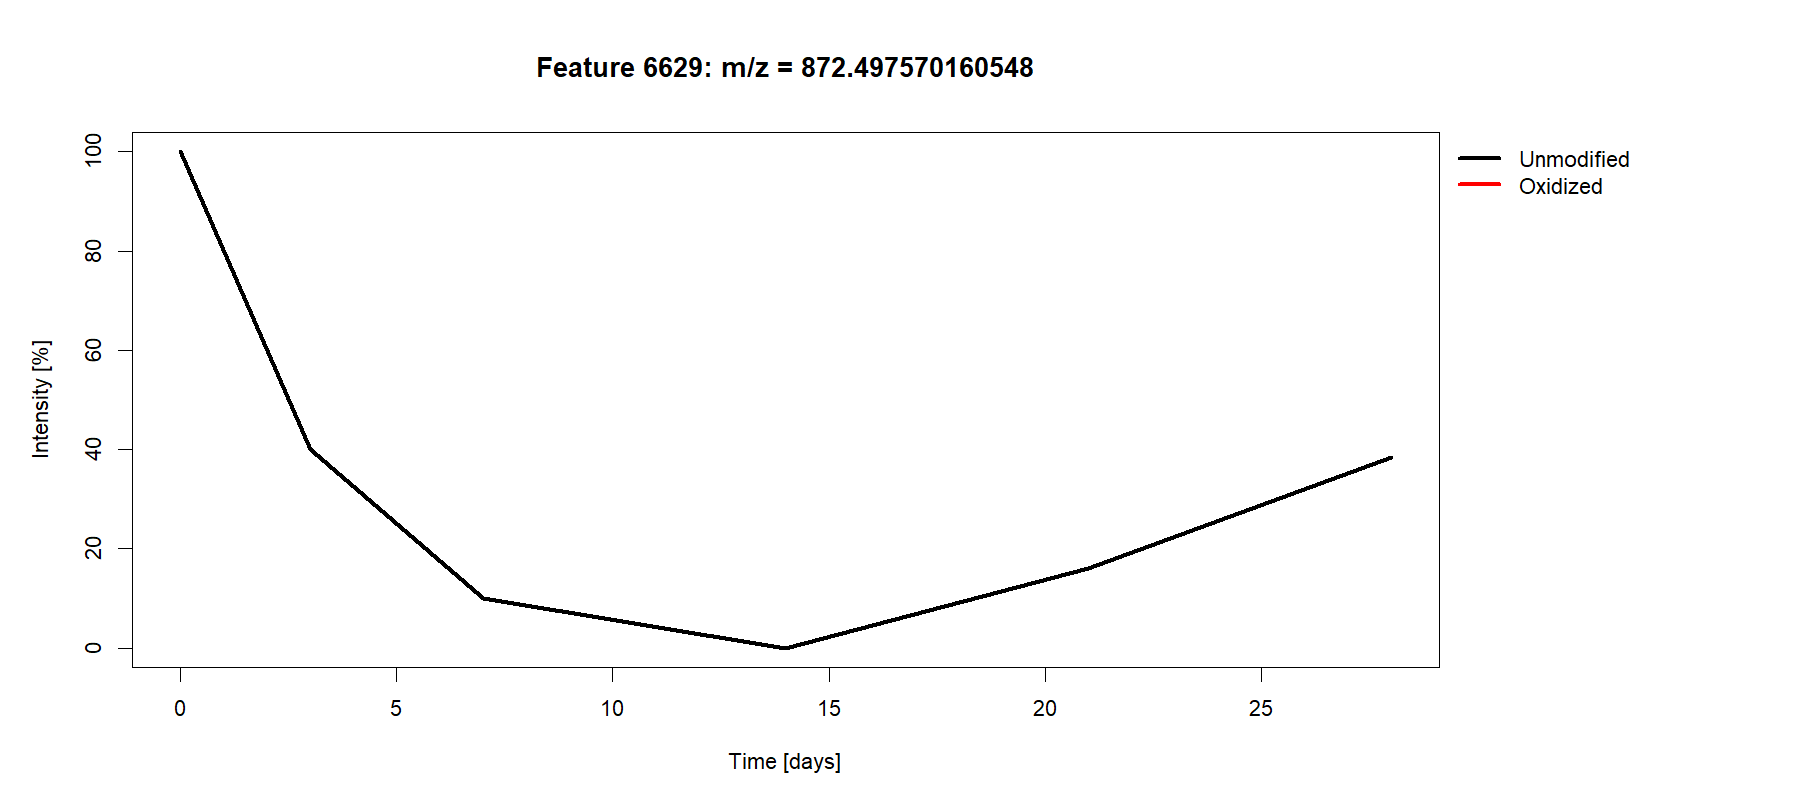 Feature 6629: m/z = 872.497570160548
Unmodified
Oxidized
100
80
60
40
20
0
Intensity [%]
0 5 10 15 20 25
Time [days]